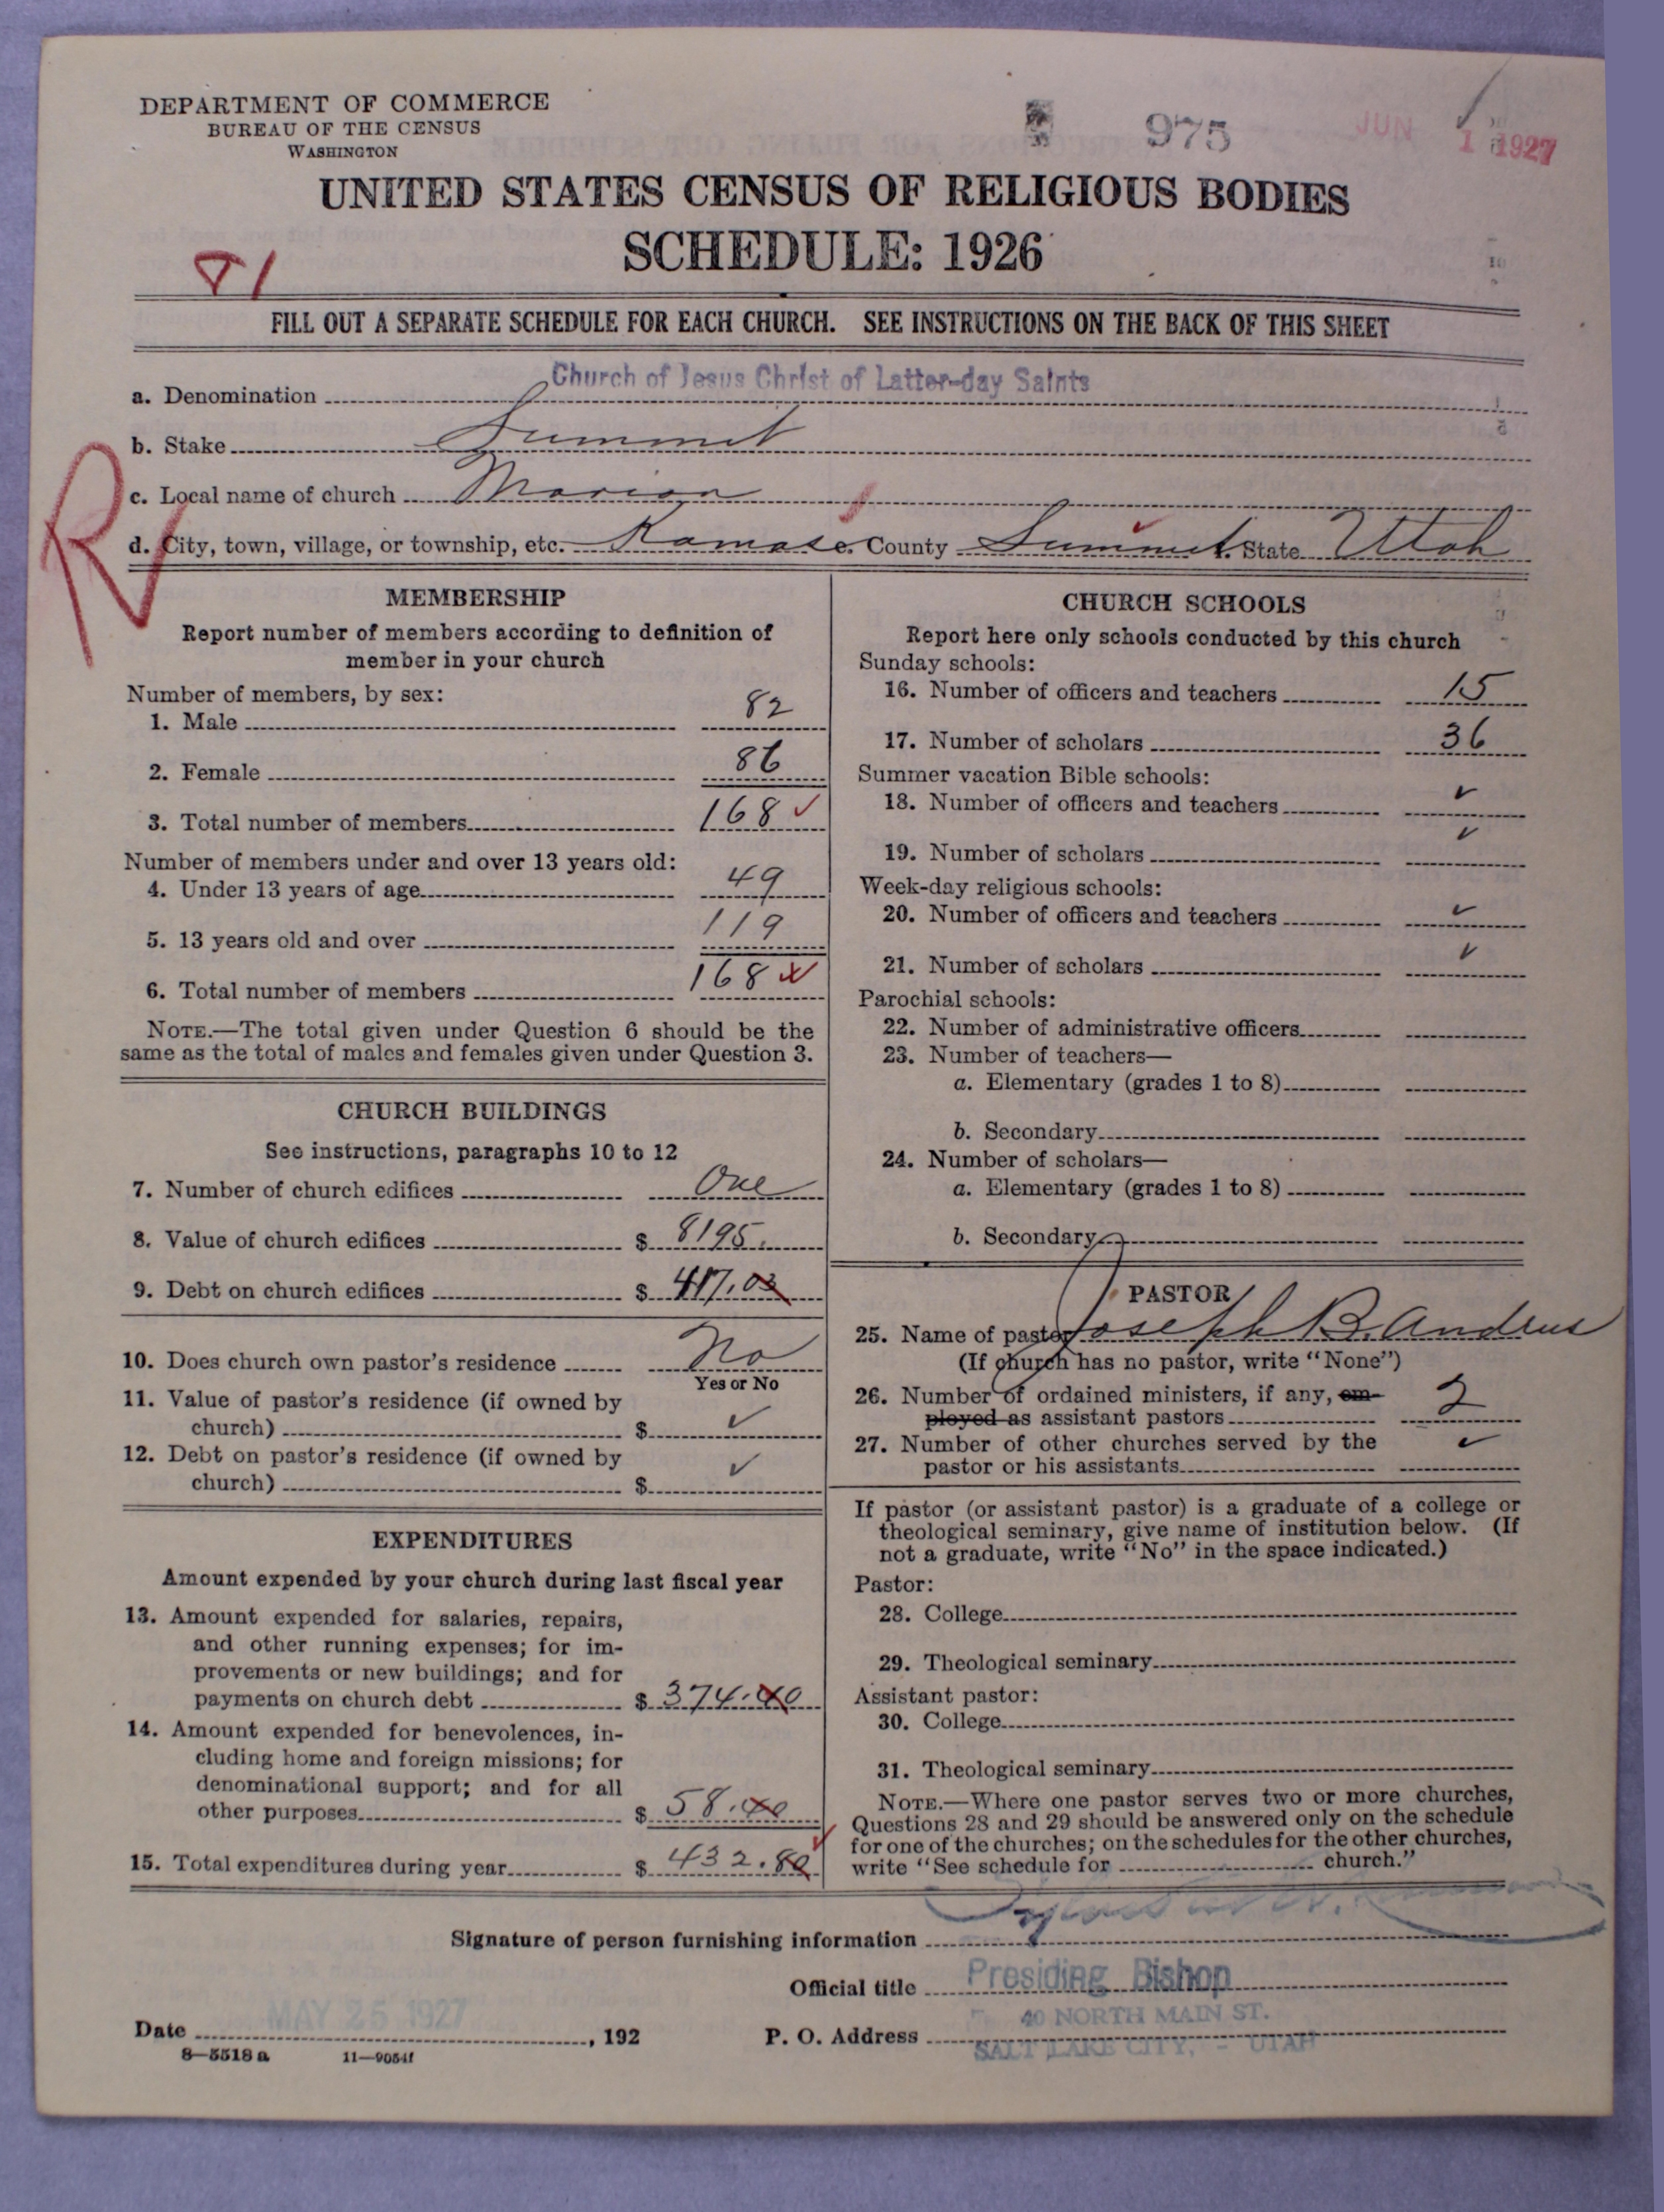 DEPARTMENT OF COMMERCE
BUREAU OF THE CENSUS
WASHINGTON
975
JUN 1 1927
UNITED STATES CENSUS OF RELIGIOUS BODIES
SCHEDULE: 1926
FILL OUT A SEPARATE SCHEDULE FOR EACH CHURCH. SEE INSTRUCTIONS ON THE BACK OF THIS SHEET
a. Denomination Church of Jesus Christ of Latter-day Saints
b. Stake Summit
c. Local name of church Marion
d. City, town, village, or township, etc. Kamas County Summit State Utah
MEMBERSHIP
Report number of members according to definition of
member in your church
Number of members, by sex:
1. Male 82
2. Female 86
3. Total number of members 168
Number of members under and over 13 years old:
4. Under 13 years of age 49
5. 13 years old and over 119
6. Total number of members 168
NOTE.—The total given under Question 6 should be the
same as the total of males and females given under Question 3.
CHURCH BUILDINGS
See instructions, paragraphs 10 to 12
7. Number of church edifices One
8. Value of church edifices $ 8195.
9. Debt on church edifices $ 417.03
10. Does church own pastor's residence No
Yes or No
11. Value of pastor's residence (if owned by
church) $ ✓
12. Debt on pastor's residence (if owned by
church) $ ✓
EXPENDITURES
Amount expended by your church during last fiscal year
13. Amount expended for salaries, repairs,
and other running expenses; for im-
provements or new buildings; and for
payments on church debt $ 374.40
14. Amount expended for benevolences, in-
cluding home and foreign missions; for
denominational support; and for all
other purposes $ 58.40
15. Total expenditures during year $ 432.80
CHURCH SCHOOLS
Report here only schools conducted by this church
Sunday schools:
16. Number of officers and teachers 15
17. Number of scholars 36
Summer vacation Bible schools:
18. Number of officers and teachers ✓
19. Number of scholars ✓
Week-day religious schools:
20. Number of officers and teachers ✓
21. Number of scholars ✓
Parochial schools:
22. Number of administrative officers
23. Number of teachers—
a. Elementary (grades 1 to 8)
b. Secondary
24. Number of scholars—
a. Elementary (grades 1 to 8)
b. Secondary
PASTOR
25. Name of pastor Joseph B. Andrus
(If church has no pastor, write "None")
26. Number of ordained ministers, if any, em-
ployed as assistant pastors 2
27. Number of other churches served by the
pastor or his assistants ✓
If pastor (or assistant pastor) is a graduate of a college or
theological seminary, give name of institution below. (If
not a graduate, write "No" in the space indicated.)
Pastor:
28. College
29. Theological seminary
Assistant pastor:
30. College
31. Theological seminary
NOTE.—Where one pastor serves two or more churches,
Questions 28 and 29 should be answered only on the schedule
for one of the churches; on the schedules for the other churches,
write "See schedule for church."
Signature of person furnishing information
Official title Presiding Bishop
Date MAY 25 1927, 192
P. O. Address 40 NORTH MAIN ST.
SALT LAKE CITY, - UTAH
8—5518 a 11—9054f